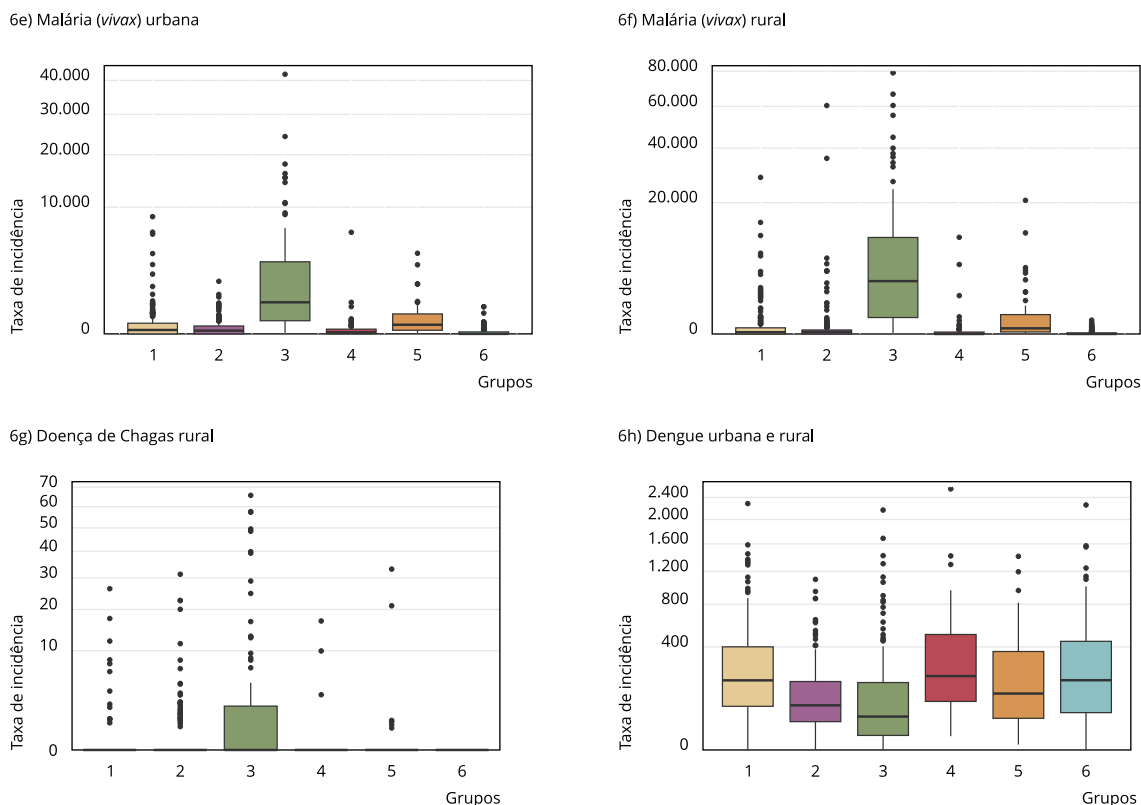 6e) Malária (vivax) urbana
Taxa de incidência
40.000
30.000
20.000
10.000
0
1 2 3 4 5 6
Grupos
6f) Malária (vivax) rural
Taxa de incidência
80.000
60.000
40.000
20.000
0
1 2 3 4 5 6
Grupos
6g) Doença de Chagas rural
Taxa de incidência
70
60
50
40
30
20
10
0
1 2 3 4 5 6
Grupos
6h) Dengue urbana e rural
Taxa de incidência
2.400
2.000
1.600
1.200
800
400
0
1 2 3 4 5 6
Grupos